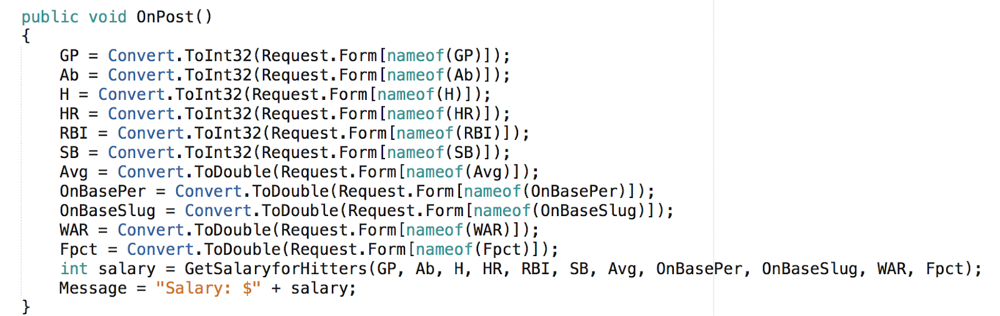 public void OnPost()
{
GP = Convert.ToInt32(Request.Form[nameof(GP)]);
Ab = Convert.ToInt32(Request.Form[nameof(Ab)]);
H = Convert.ToInt32(Request.Form[nameof(H)]);
HR = Convert.ToInt32(Request.Form[nameof(HR)]);
RBI = Convert.ToInt32(Request.Form[nameof(RBI)]);
SB = Convert.ToInt32(Request.Form[nameof(SB)]);
Avg = Convert.ToDouble(Request.Form[nameof(Avg)]);
OnBasePer = Convert.ToDouble(Request.Form[nameof(OnBasePer)]);
OnBaseSlug = Convert.ToDouble(Request.Form[nameof(OnBaseSlug)]);
WAR = Convert.ToDouble(Request.Form[nameof(WAR)]);
Fpct = Convert.ToDouble(Request.Form[nameof(Fpct)]);
int salary = GetSalaryforHitters(GP, Ab, H, HR, RBI, SB, Avg, OnBasePer, OnBaseSlug, WAR, Fpct);
Message = "Salary: $" + salary;
}